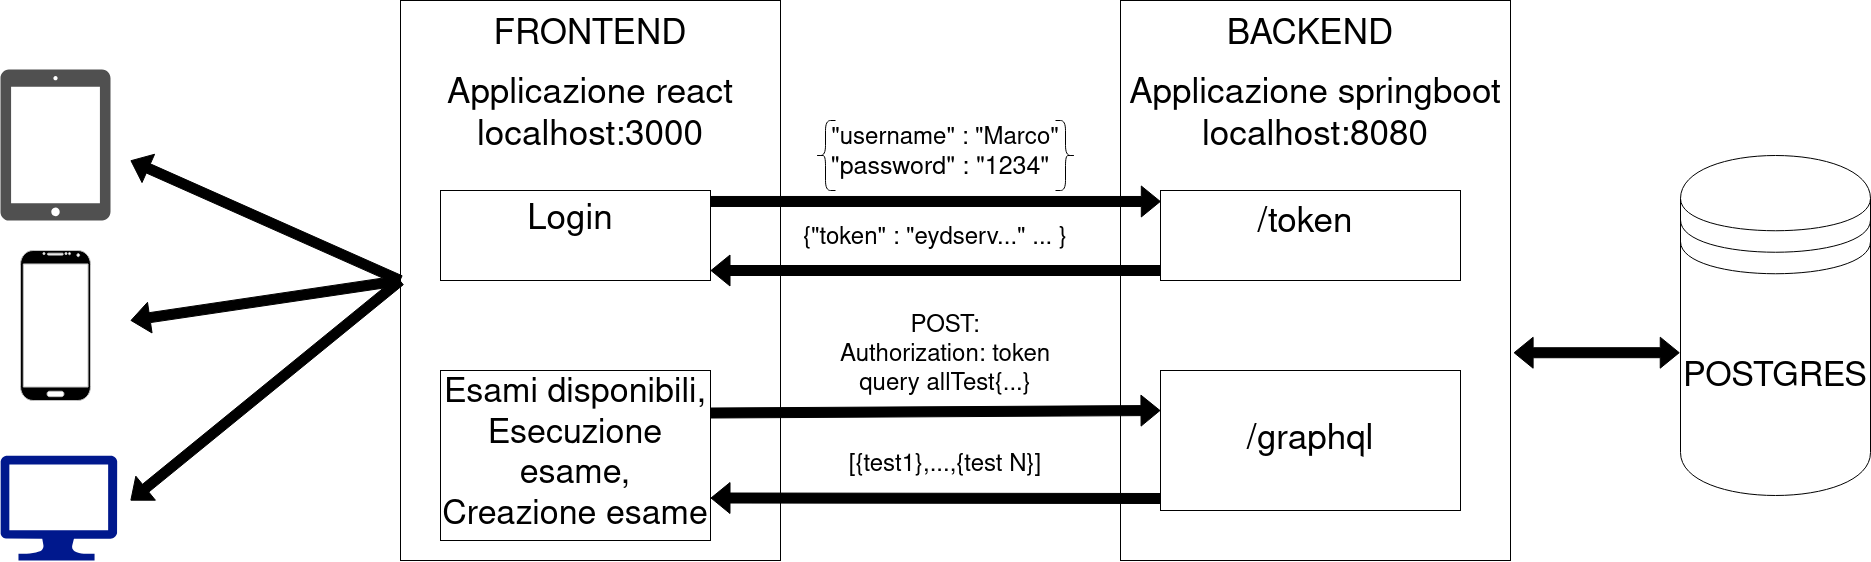 FRONTEND
Applicazione react
localhost:3000
Login
Esami disponibili,
Esecuzione
esame,
Creazione esame
"username" : "Marco"
"password" : "1234"
{"token" : "eydserv..." ... }
POST:
Authorization: token
query allTest{...}
[{test1},...,{test N}]
BACKEND
Applicazione springboot
localhost:8080
/token
/graphql
POSTGRES